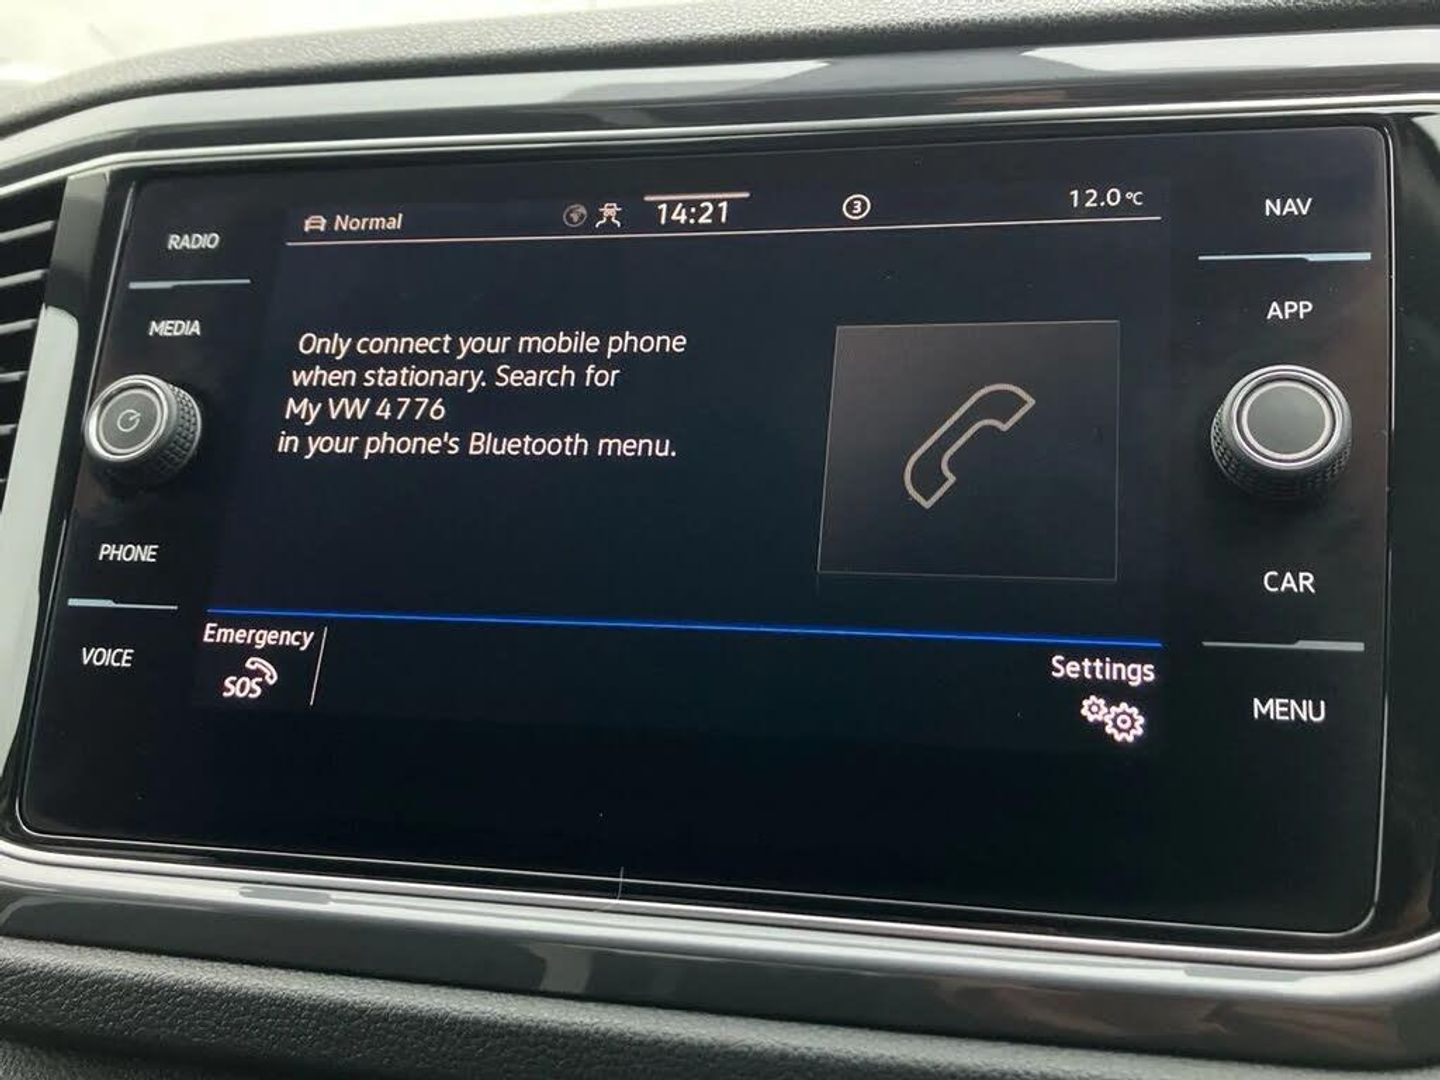 RADIO
MEDIA
PHONE
VOICE
Normal
14:21
3
12.0°C
Only connect your mobile phone
when stationary. Search for
My VW 4776
in your phone's Bluetooth menu.
Emergency
SOS
Settings
NAV
APP
CAR
MENU